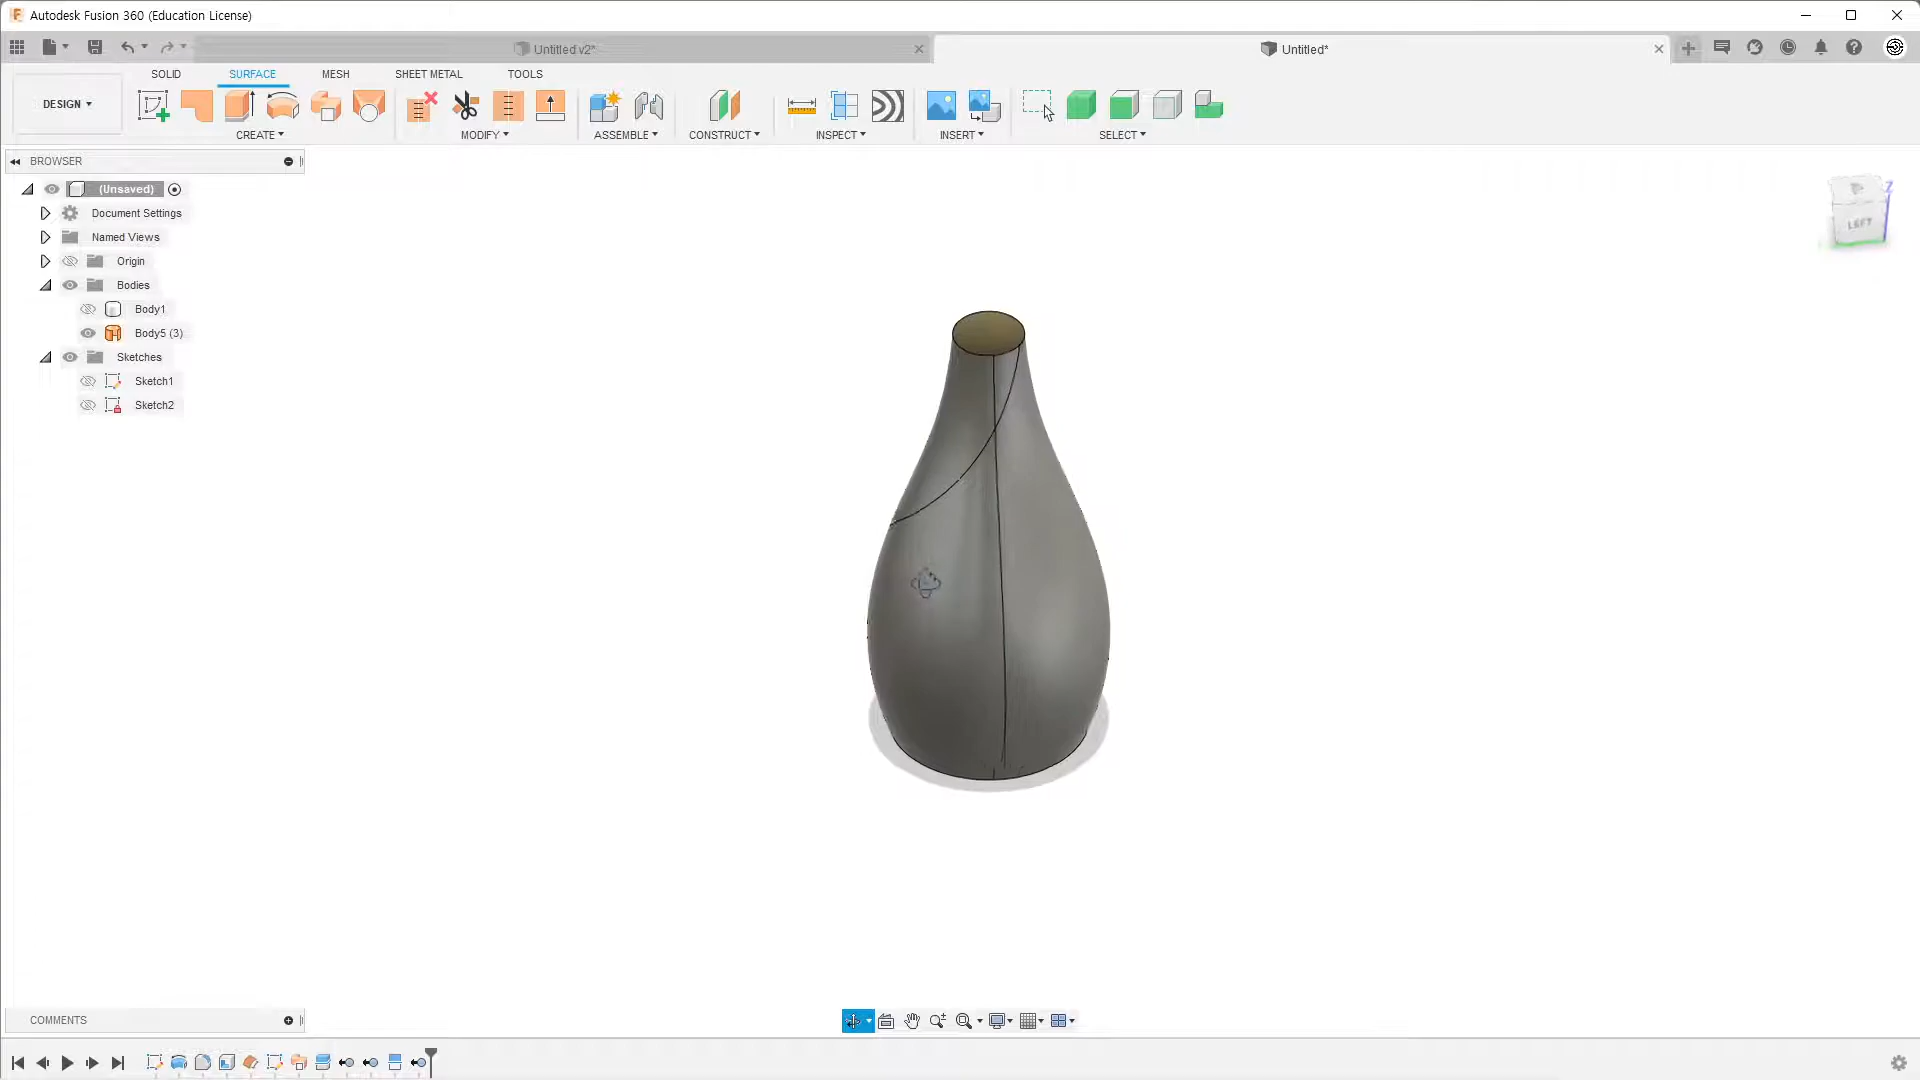 Autodesk Fusion 360 (Education License)
Untitled v2*
Untitled*
SOLID
SURFACE
MESH
SHEET METAL
TOOLS
DESIGN
CREATE
MODIFY
ASSEMBLE
CONSTRUCT
INSPECT
INSERT
SELECT
BROWSER
(Unsaved)
Document Settings
Named Views
Origin
Bodies
Body1
Body5 (3)
Sketches
Sketch1
Sketch2
Z
LEFT
COMMENTS